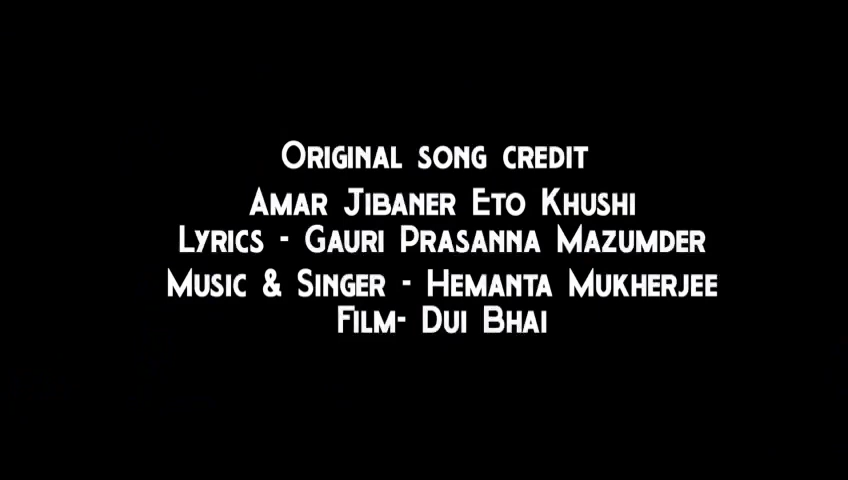 Original song credit
Amar Jibaner Eto Khushi
Lyrics - Gauri Prasanna Mazumder
Music & Singer - Hemanta Mukherjee
Film- Dui Bhai